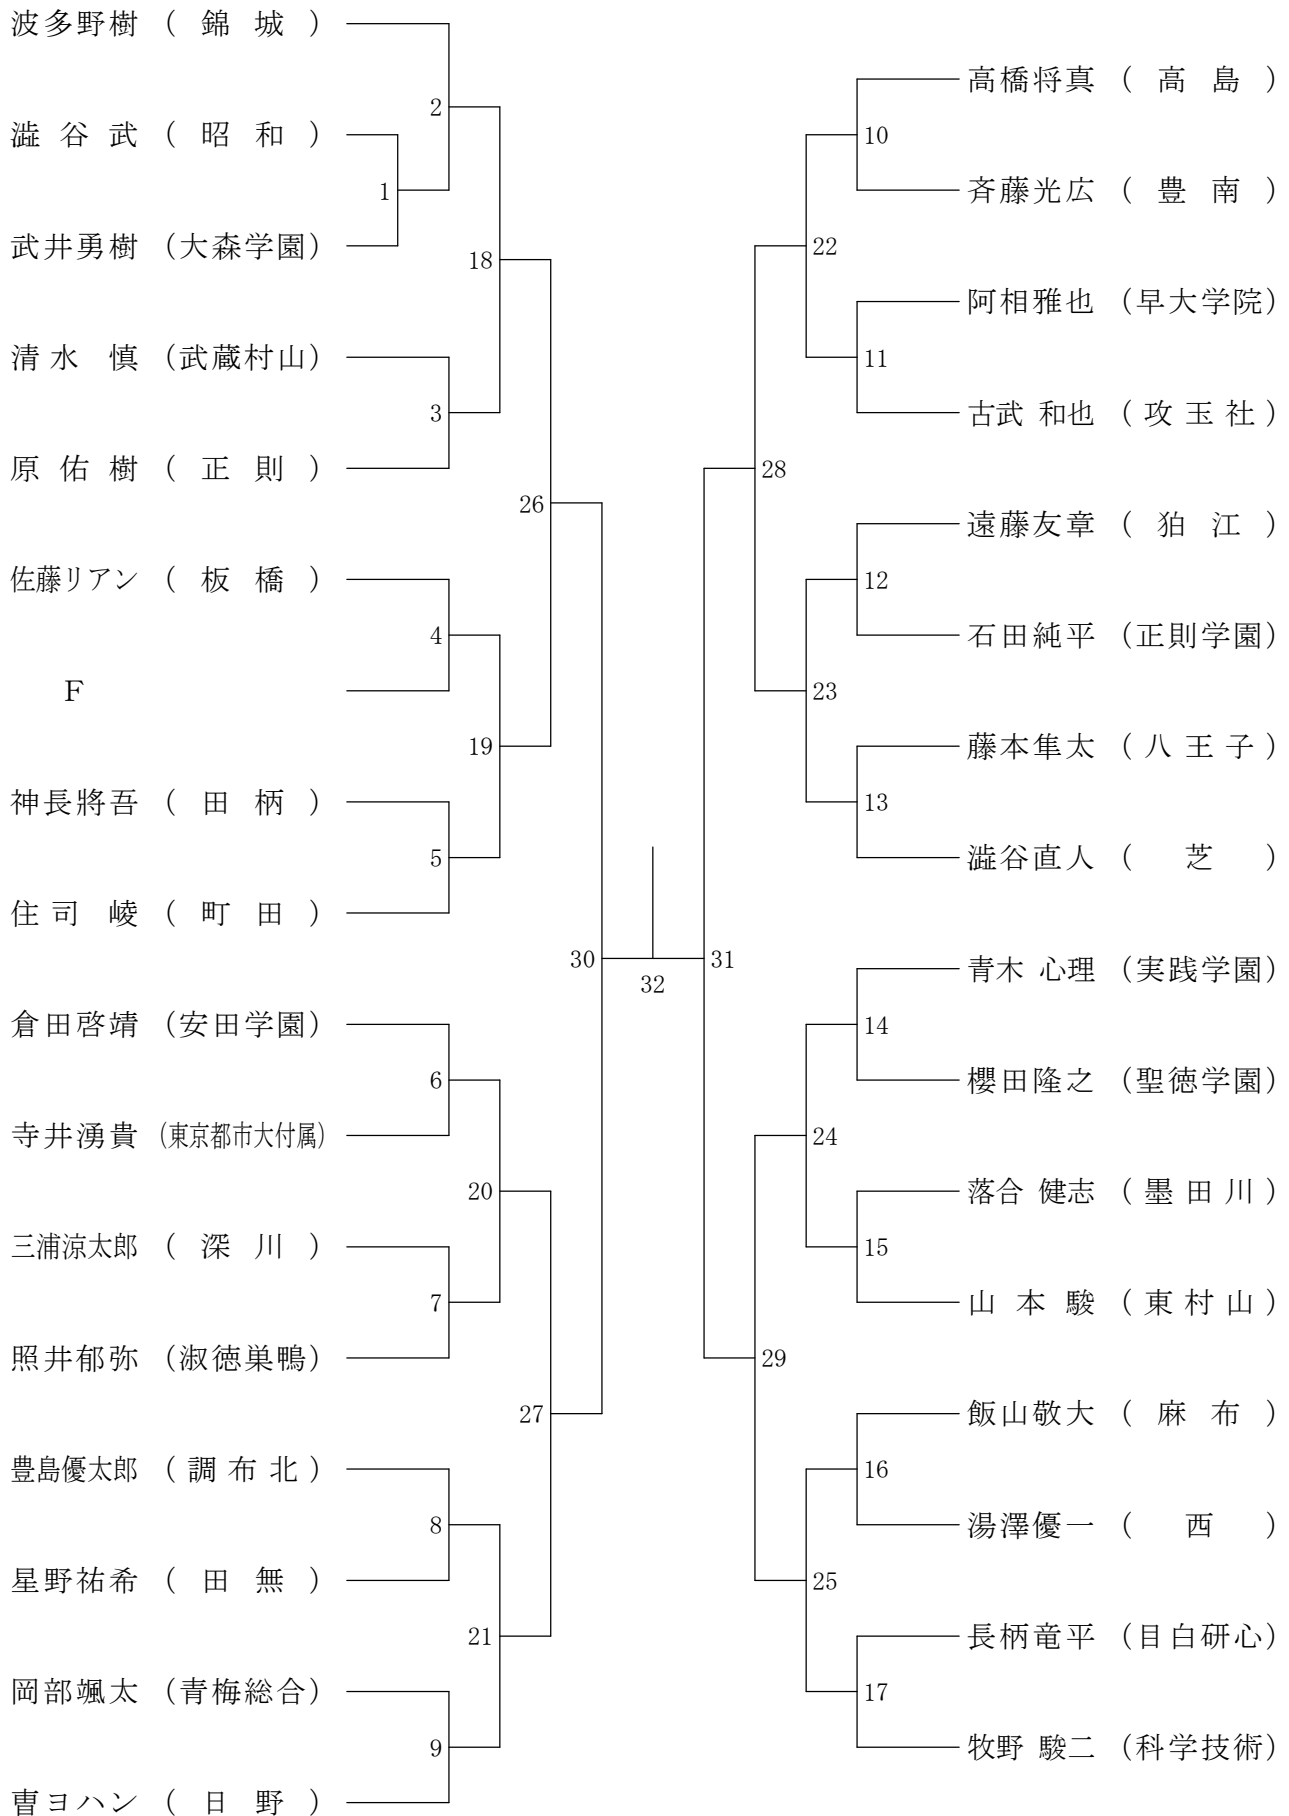 波多野樹 ( 錦 城 )
2
澁谷武 ( 昭 和 )
1
武井勇樹 (大森学園)
18
清水 慎 (武蔵村山)
3
原佑樹 ( 正 則 )
26
佐藤リアン ( 板 橋 )
4
F
19
神長將吾 ( 田 柄 )
5
住司 崚 ( 町 田 )
30
倉田啓靖 (安田学園)
6
寺井湧貴 (東京都市大付属)
20
三浦涼太郎 ( 深 川 )
7
照井郁弥 (淑徳巣鴨)
27
豊島優太郎 (調布北)
8
星野祐希 ( 田 無 )
21
岡部颯太 (青梅総合)
9
曺ヨハン ( 日 野 )
32
高橋将真 ( 高 島 )
10
斉藤光広 ( 豊 南 )
22
阿相雅也 (早大学院)
11
古武 和也 (攻玉社)
28
遠藤友章 ( 狛 江 )
12
石田純平 (正則学園)
23
藤本隼太 (八王子)
13
澁谷直人 ( 芝 )
31
青木 心理 (実践学園)
14
櫻田隆之 (聖徳学園)
24
落合 健志 (墨田川)
15
山本駿 (東村山)
29
飯山敬大 ( 麻 布 )
16
湯澤優一 ( 西 )
25
長柄竜平 (目白研心)
17
牧野 駿二 (科学技術)